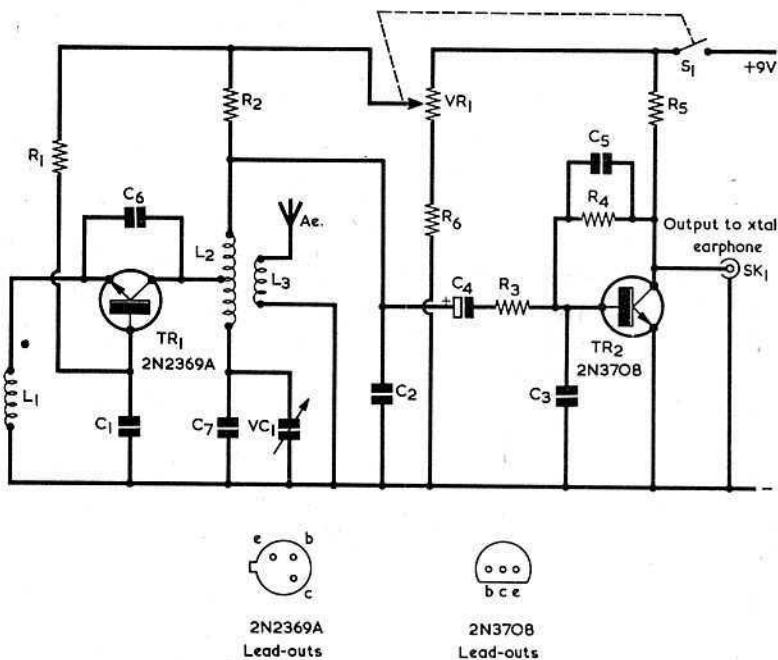 S1
+9V
VR1
R2
R5
R1
C5
C6
R4
R6
Output to xtal
earphone
Ae.
L2
L3
C4
R3
SK1
+
TR1
2N2369A
TR2
2N3708
L1
C2
C1
C7
VC1
C3
-
e b
c
b c e
2N2369A
Lead-outs
2N3708
Lead-outs